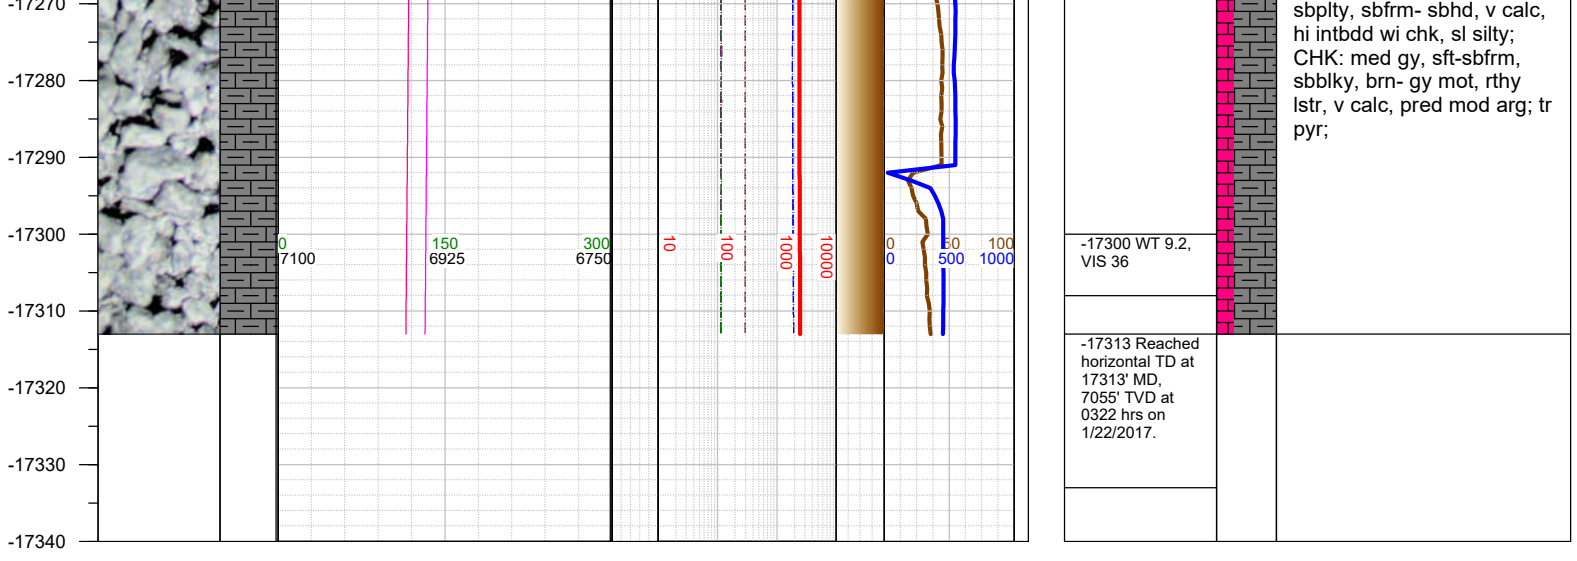 -17270
-17280
-17290
-17300
-17310
-17320
-17330
-17340
0 150 300
7100 6925 6750
10 100 1000 10000
0 50 100
0 500 1000
-17300 WT 9.2,
VIS 36
-17313 Reached
horizontal TD at
17313' MD,
7055' TVD at
0322 hrs on
1/22/2017.
sbplty, sbfrm- sbhd, v calc,
hi intbdd wi chk, sl silty;
CHK: med gy, sft-sbfrm,
sbblky, brn- gy mot, rthy
lstr, v calc, pred mod arg; tr
pyr;